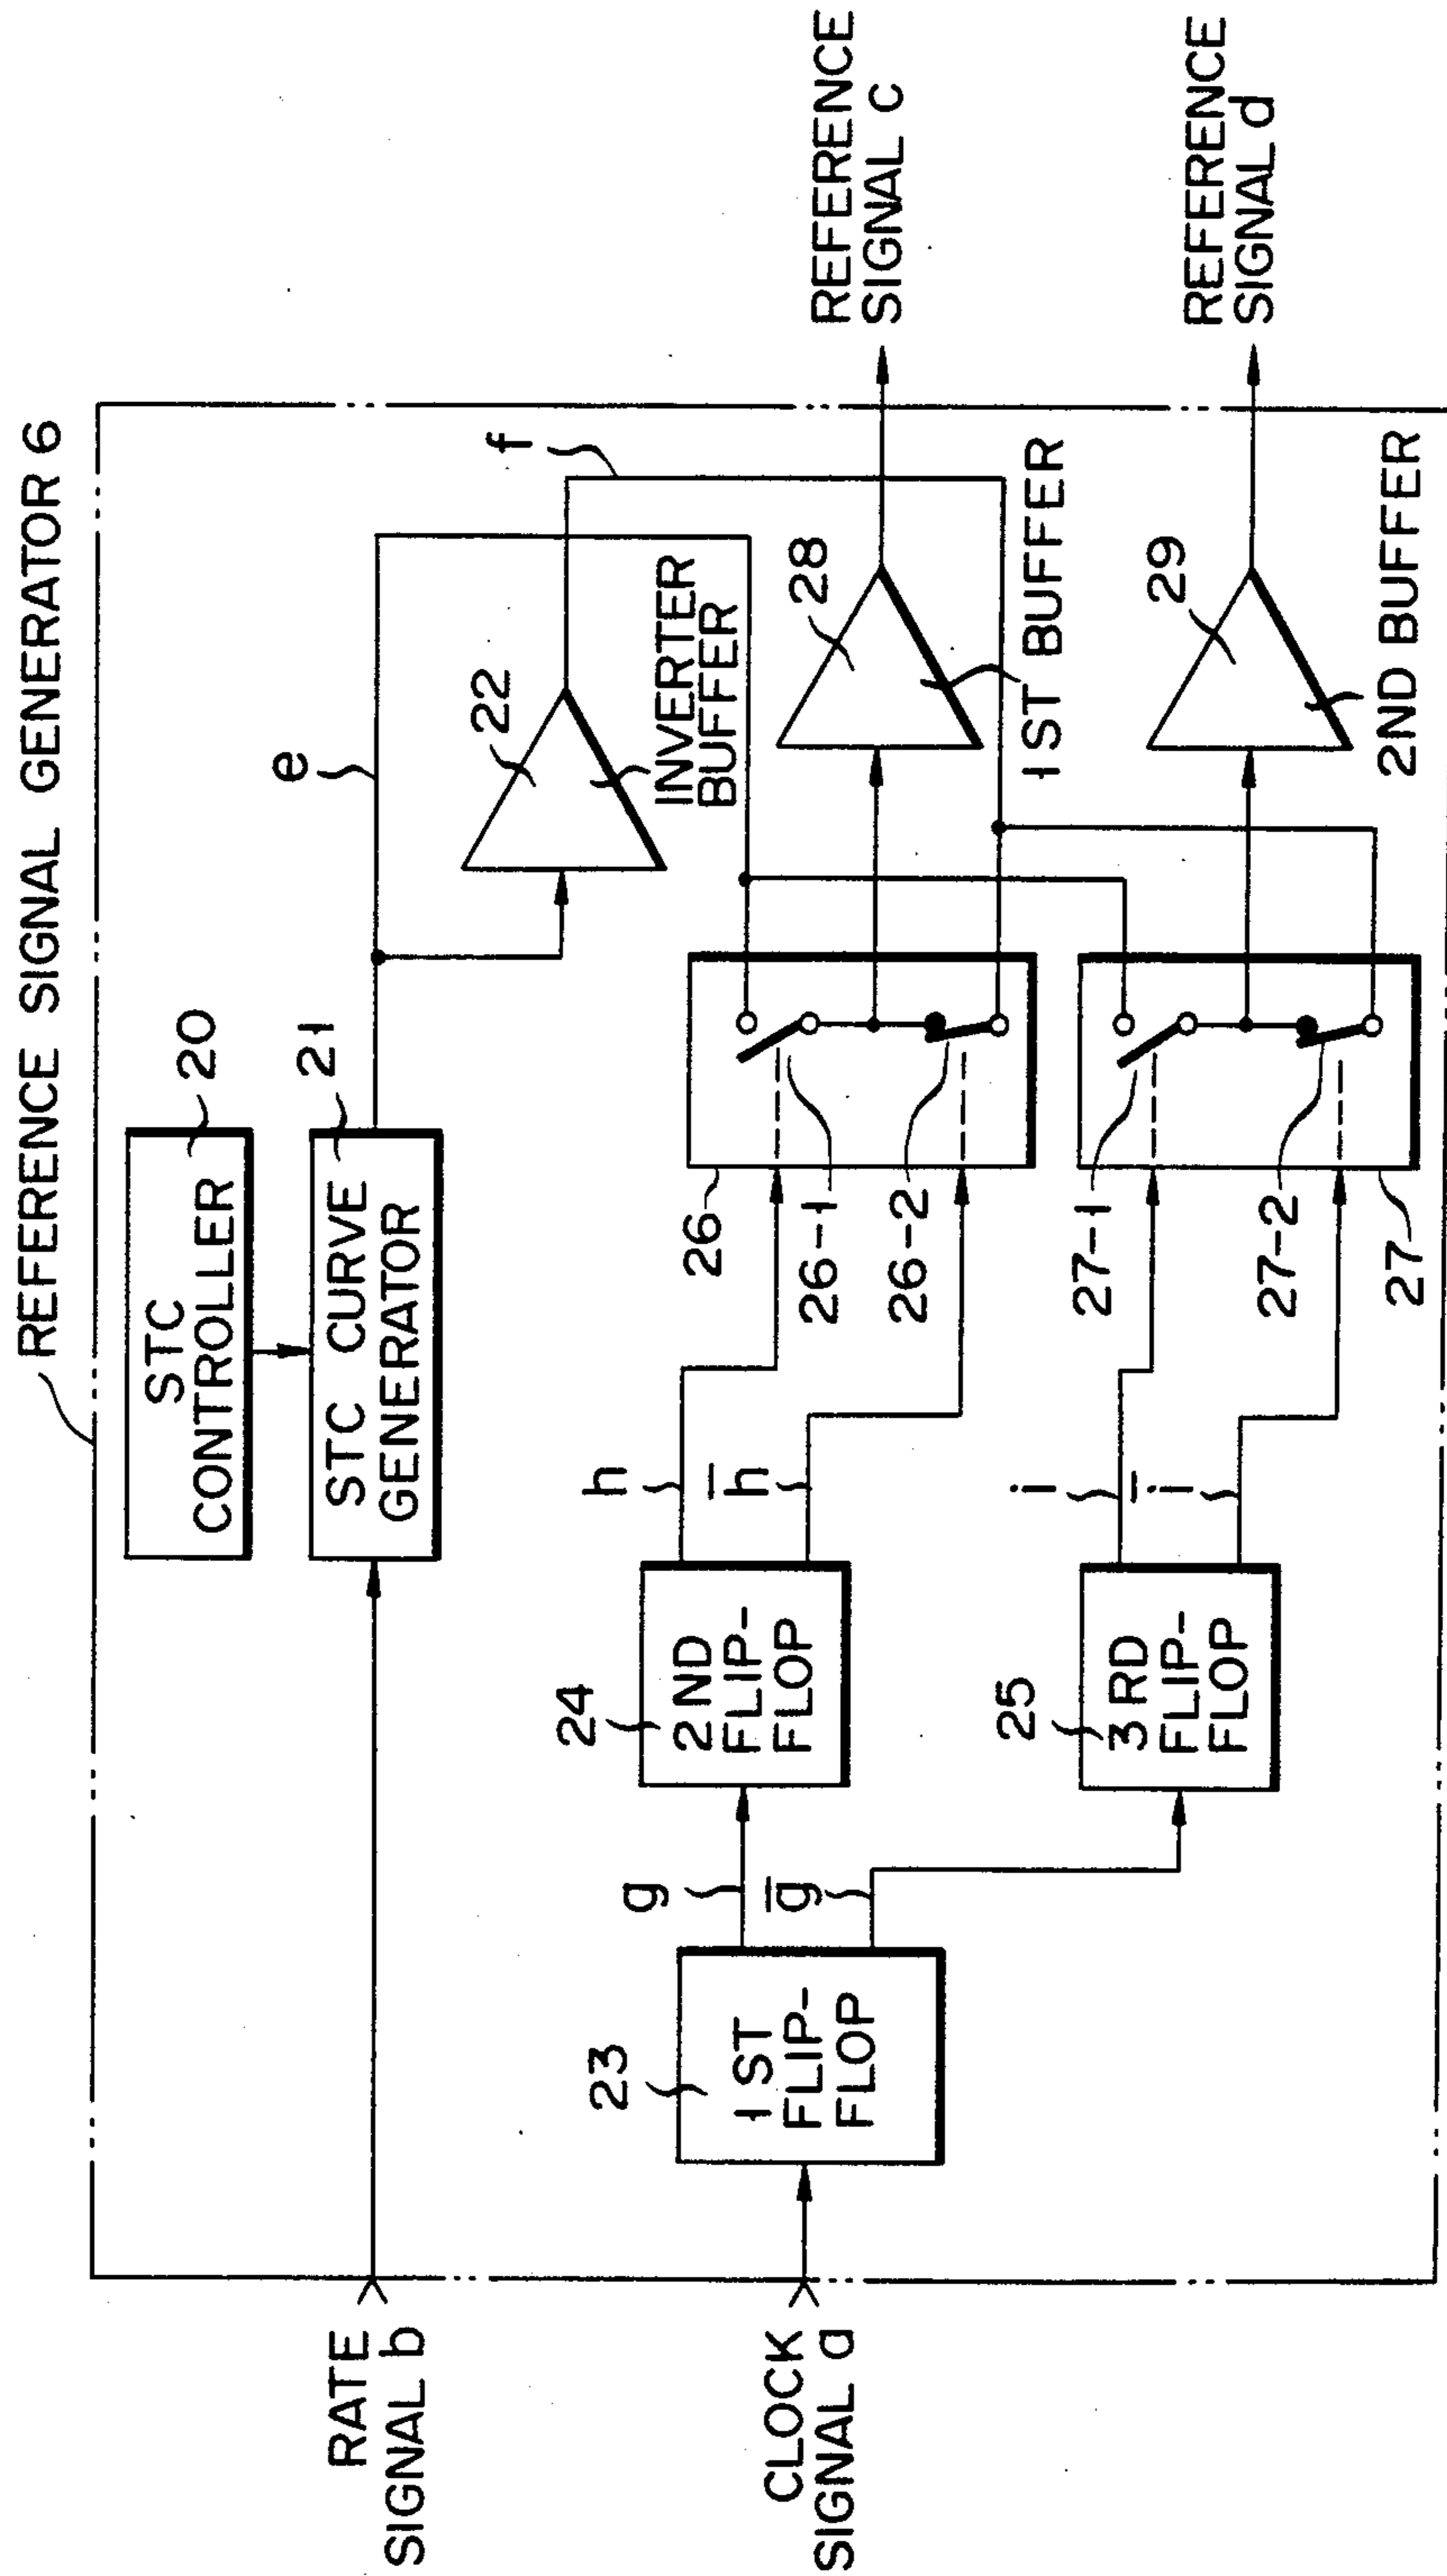 REFERENCE SIGNAL GENERATOR 6
STC
CONTROLLER
20
STC CURVE
GENERATOR
21
e
f
22
INVERTER
BUFFER
RATE
SIGNAL b
CLOCK
SIGNAL a
23
1ST
FLIP-
FLOP
g
g̅
24
2ND
FLIP-
FLOP
h
h̅
25
3RD
FLIP-
FLOP
i
i̅
26
26-1
26-2
27-1
27-2
27
28
1ST BUFFER
29
2ND BUFFER
REFERENCE
SIGNAL c
REFERENCE
SIGNAL d